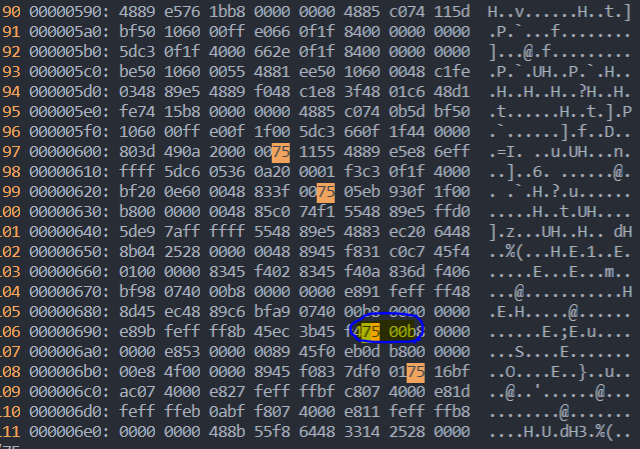 90 00000590: 4889 e576 1bb8 0000 0000 4885 c074 115d H..v......H..t.]
91 000005a0: bf50 1060 00ff e066 0f1f 8400 0000 0000 .P.`...f........
92 000005b0: 5dc3 0f1f 4000 662e 0f1f 8400 0000 0000 ]...@.f.........
93 000005c0: be50 1060 0055 4881 ee50 1060 0048 c1fe .P.`.UH..P.`.H..
94 000005d0: 0348 89e5 4889 f048 c1e8 3f48 01c6 48d1 .H..H..H..?H..H.
95 000005e0: fe74 15b8 0000 0000 4885 c074 0b5d bf50 .t......H..t.].P
96 000005f0: 1060 00ff e00f 1f00 5dc3 660f 1f44 0000 .`......].f..D..
97 00000600: 803d 490a 2000 0075 1155 4889 e5e8 6eff .=I. ..u.UH...n.
98 00000610: ffff 5dc6 0536 0a20 0001 f3c3 0f1f 4000 ..]..6. ......@.
99 00000620: bf20 0e60 0048 833f 0075 05eb 930f 1f00 . .`.H.?.u......
100 00000630: b800 0000 0048 85c0 74f1 5548 89e5 ffd0 .....H..t.UH....
101 00000640: 5de9 7aff ffff 5548 89e5 4883 ec20 6448 ].z...UH..H.. dH
102 00000650: 8b04 2528 0000 0048 8945 f831 c0c7 45f4 ..%(...H.E.1..E.
103 00000660: 0100 0000 8345 f402 8345 f40a 836d f406 .....E...E...m..
104 00000670: bf98 0740 00b8 0000 0000 e891 feff ff48 ...@...........H
105 00000680: 8d45 ec48 89c6 bfa9 0740 00b8 0000 0000 .E.H.....@......
106 00000690: e89b feff ff8b 45ec 3b45 f475 00b8 0000 ......E.;E.u....
107 000006a0: 0000 e853 0000 0089 45f0 eb0d b800 0000 ...S....E.......
108 000006b0: 00e8 4f00 0000 8945 f083 7df0 0175 16bf ..O....E..}..u..
109 000006c0: ac07 4000 e827 feff ffbf c807 4000 e81d ..@..'......@...
110 000006d0: feff ffeb 0abf f807 4000 e811 feff ffb8 ........@.......
111 000006e0: 0000 0000 488b 55f8 6448 3314 2528 0000 ....H.U.dH3.%(..